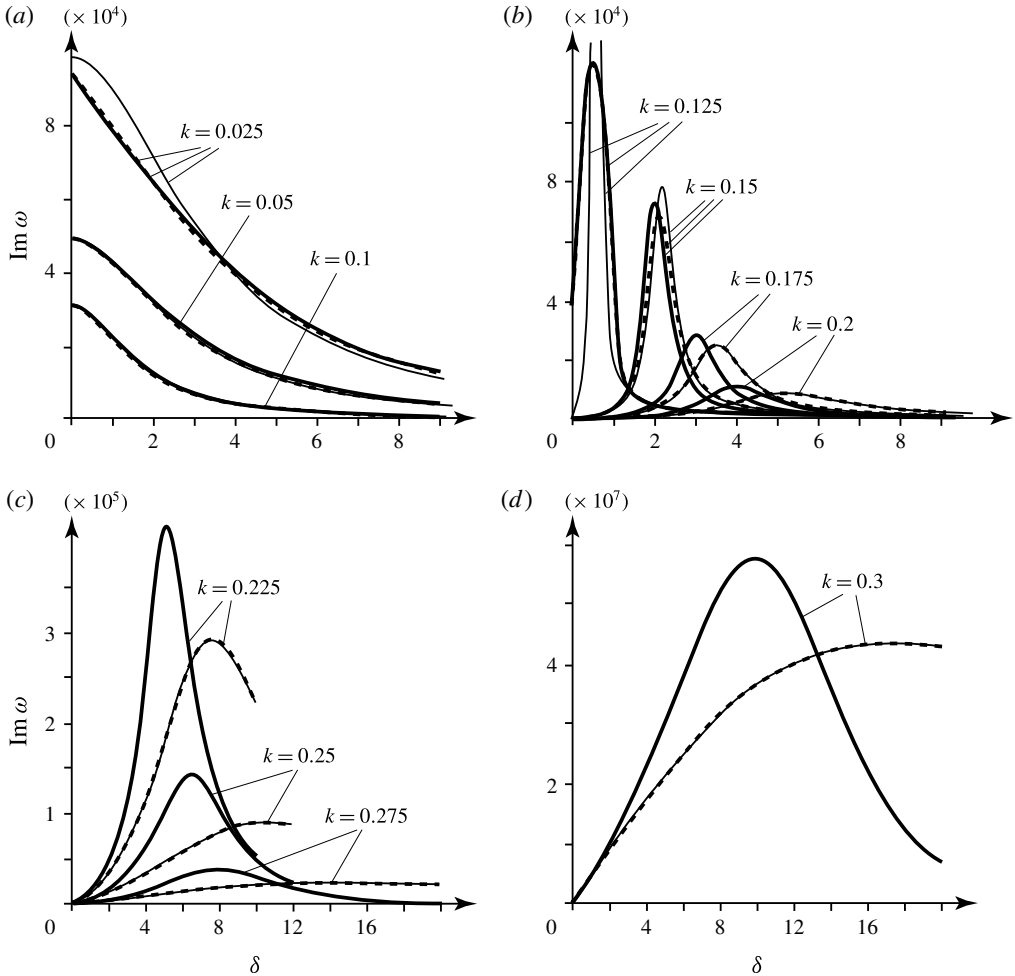 (a) (× 10⁴)
8
4
0 2 4 6 8
Im ω
k = 0.025
k = 0.05
k = 0.1
(b) (× 10⁴)
8
4
0 2 4 6 8
k = 0.125
k = 0.15
k = 0.175
k = 0.2
(c) (× 10⁵)
3
2
1
0 4 8 12 16
Im ω
δ
k = 0.225
k = 0.25
k = 0.275
(d) (× 10⁷)
4
2
0 4 8 12 16
δ
k = 0.3